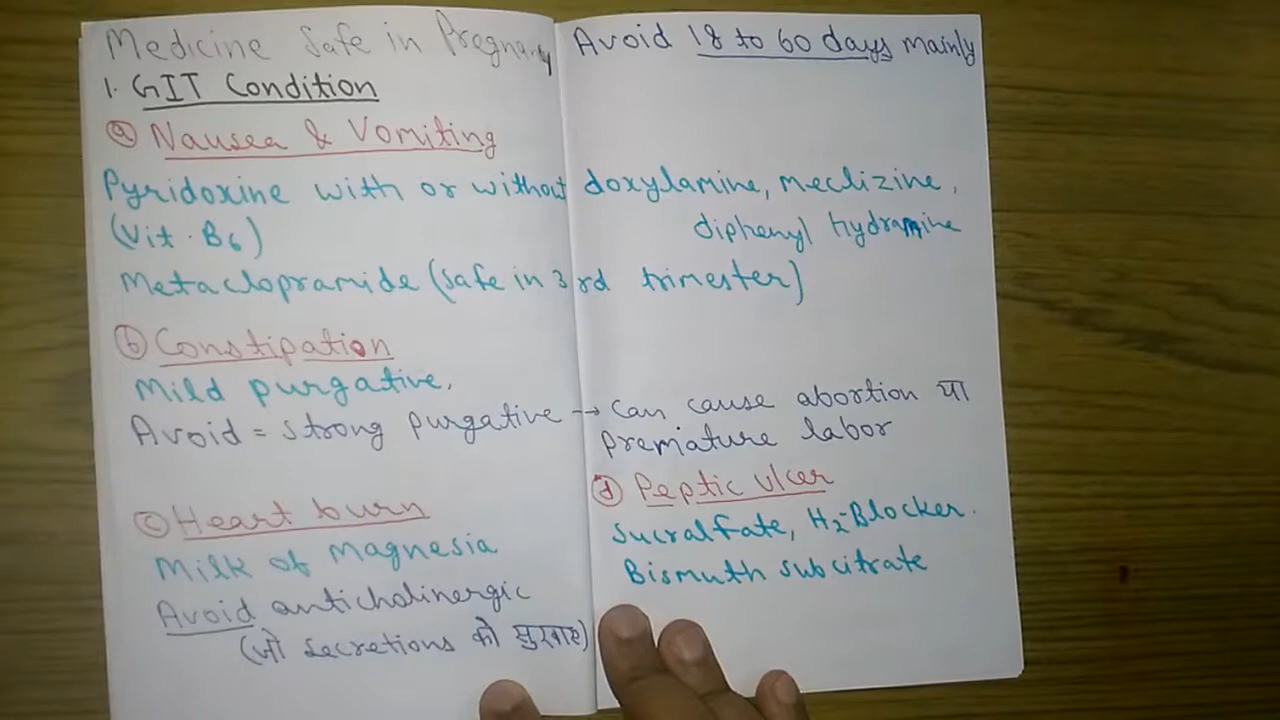 Medicine Safe in Pregnancy Avoid 18 to 60 days mainly
1. GIT Condition
(a) Nausea & Vomiting
Pyridoxine with or without doxylamine, meclizine,
(Vit. B6) diphenyl hydramine
Metaclopramide (safe in 3rd trimester)
(b) Constipation
Mild purgative,
Avoid = strong purgative → can cause abortion या
premature labor
(c) Heart burn
Milk of magnesia
Avoid anticholinergic
(जो secretions को सुखाए)
(d) Peptic ulcer
Sucralfate, H2-Blocker.
Bismuth subcitrate